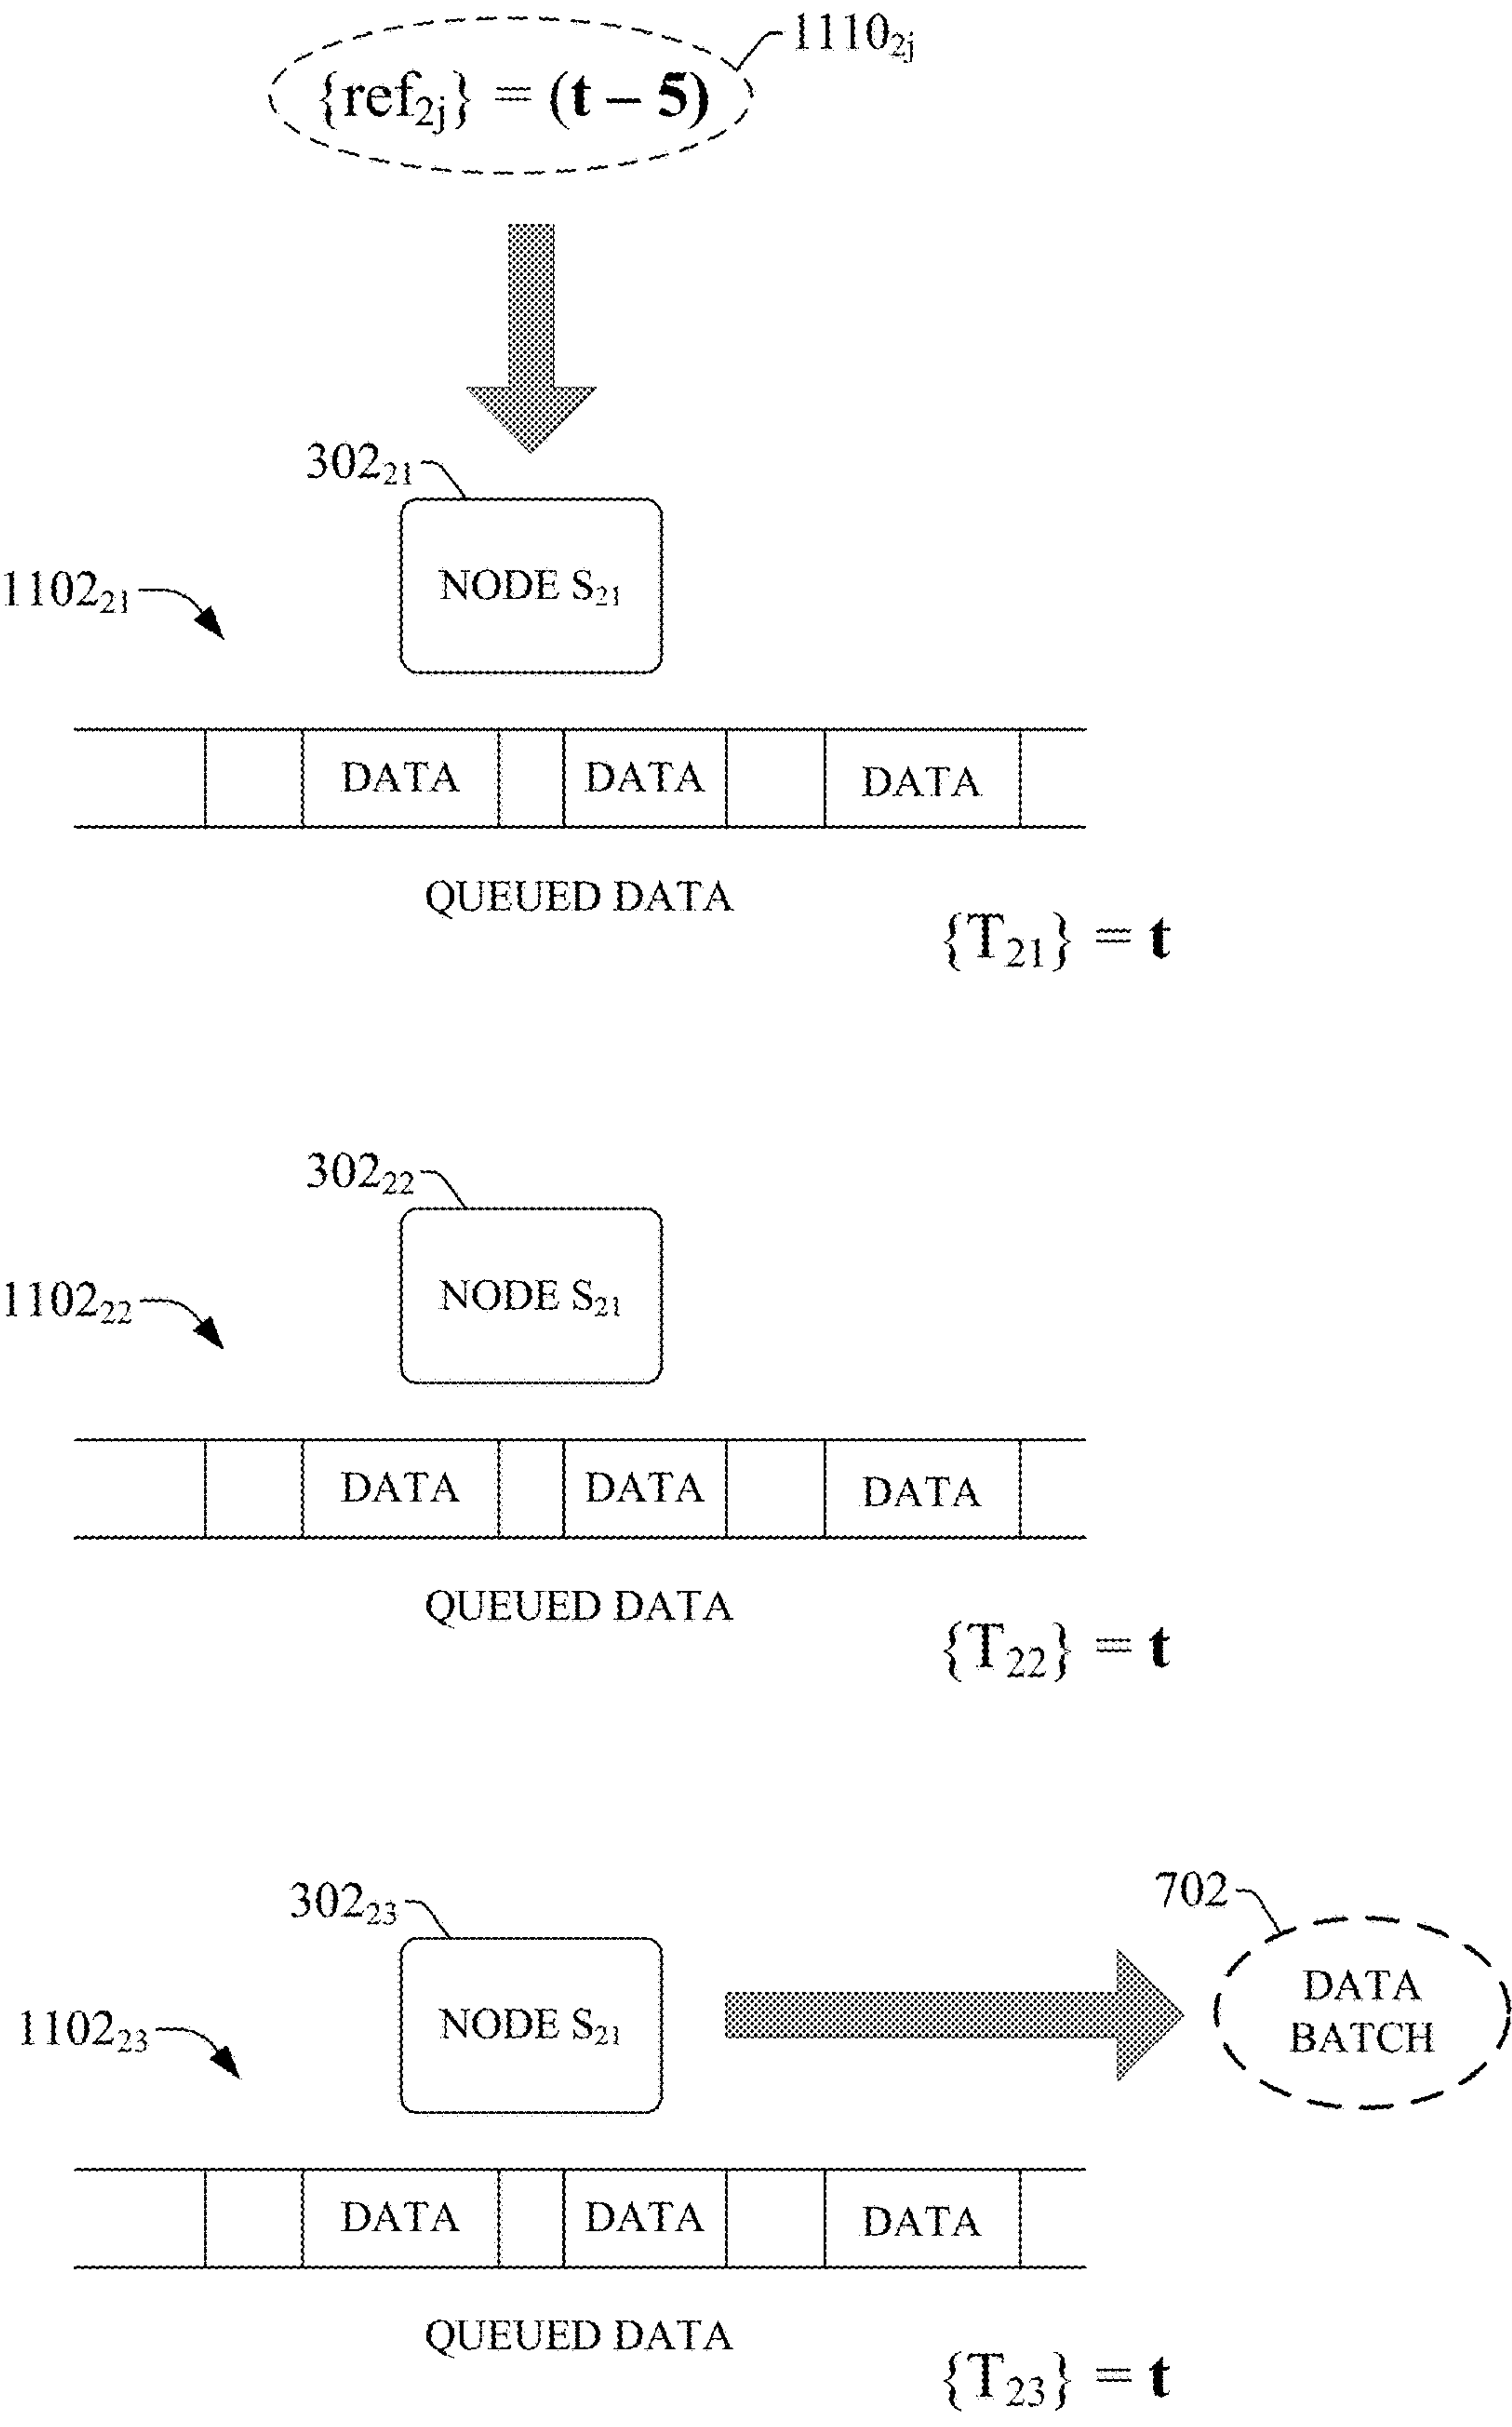 1110₂ⱼ
{ref₂ⱼ} = (t – 5)
302₂₁
NODE S₂₁
1102₂₁
DATA DATA DATA
QUEUED DATA
{T₂₁} = t
302₂₂
NODE S₂₁
1102₂₂
DATA DATA DATA
QUEUED DATA
{T₂₂} = t
302₂₃
702
NODE S₂₁
DATA
BATCH
1102₂₃
DATA DATA DATA
QUEUED DATA
{T₂₃} = t